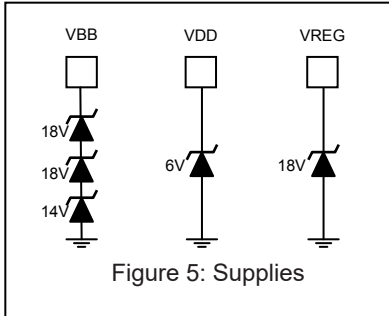 VBB VDD VREG
18V
18V 6V 18V
14V
Figure 5: Supplies